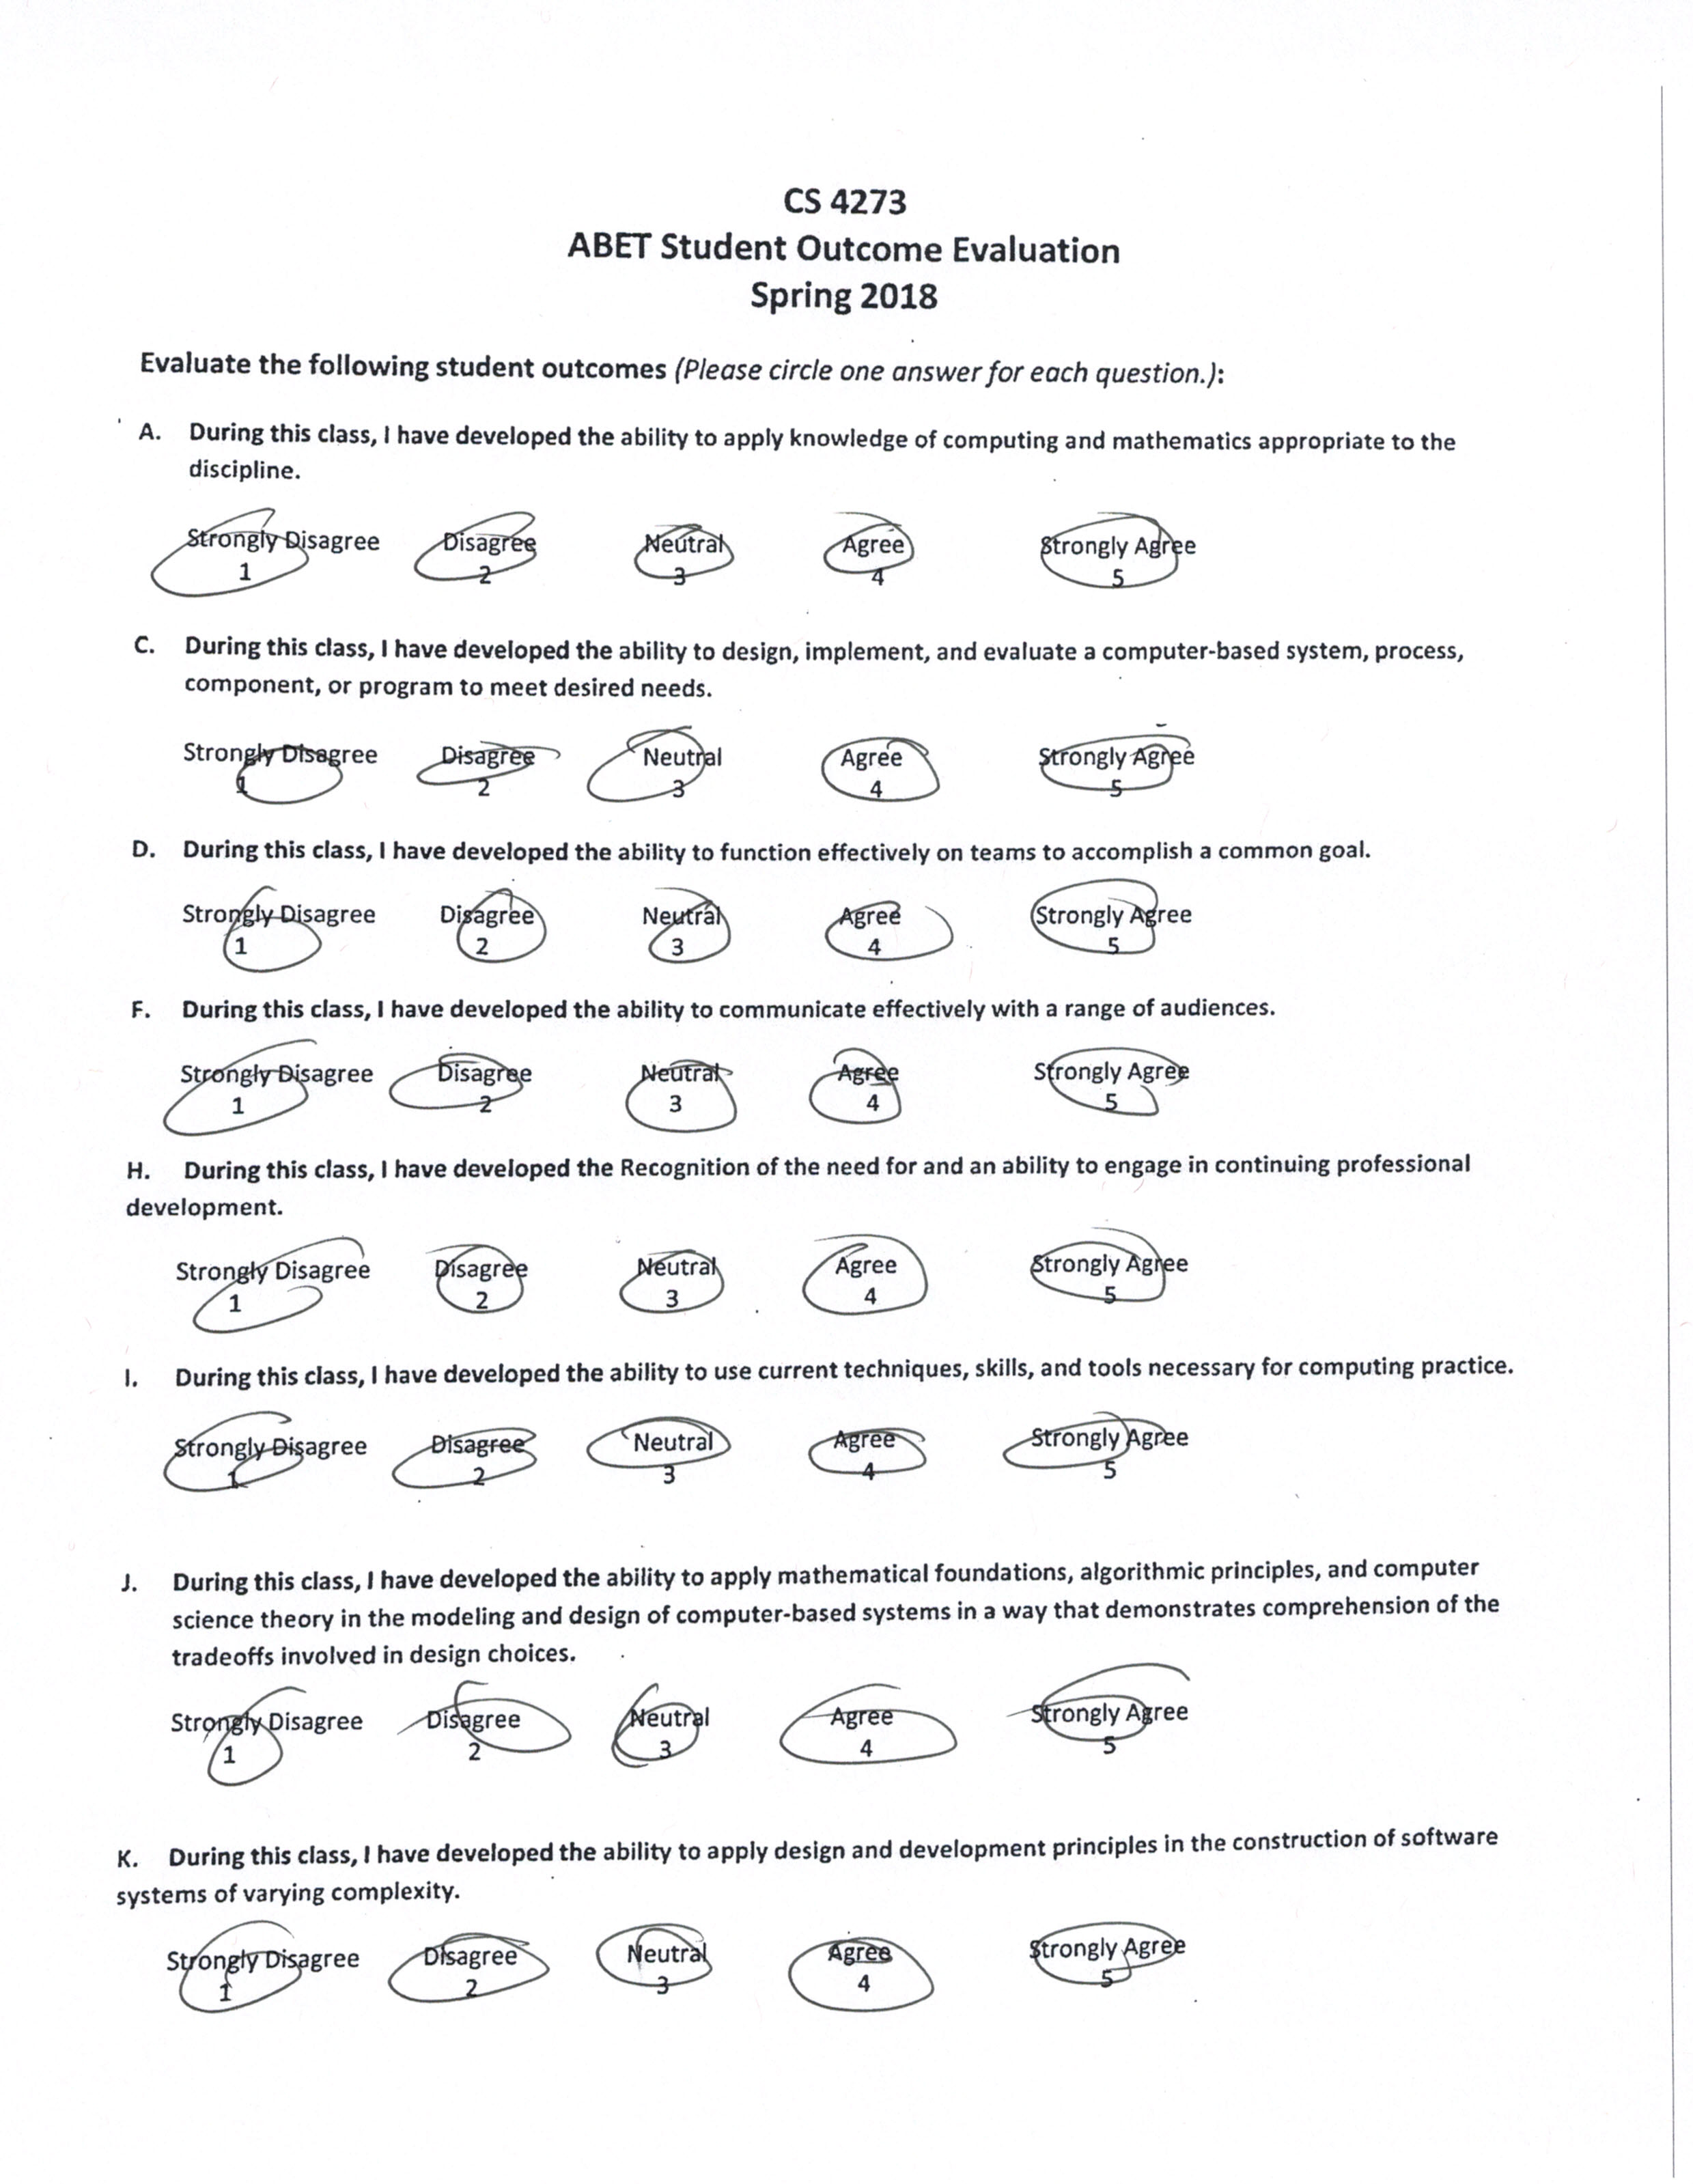 CS 4273
ABET Student Outcome Evaluation
Spring 2018
Evaluate the following student outcomes (Please circle one answer for each question.):
A. During this class, I have developed the ability to apply knowledge of computing and mathematics appropriate to the
discipline.
Strongly Disagree Disagree Neutral Agree Strongly Agree
1 2 3 4 5
C. During this class, I have developed the ability to design, implement, and evaluate a computer-based system, process,
component, or program to meet desired needs.
Strongly Disagree Disagree Neutral Agree Strongly Agree
1 2 3 4 5
D. During this class, I have developed the ability to function effectively on teams to accomplish a common goal.
Strongly Disagree Disagree Neutral Agree Strongly Agree
1 2 3 4 5
F. During this class, I have developed the ability to communicate effectively with a range of audiences.
Strongly Disagree Disagree Neutral Agree Strongly Agree
1 2 3 4 5
H. During this class, I have developed the Recognition of the need for and an ability to engage in continuing professional
development.
Strongly Disagree Disagree Neutral Agree Strongly Agree
1 2 3 4 5
I. During this class, I have developed the ability to use current techniques, skills, and tools necessary for computing practice.
Strongly Disagree Disagree Neutral Agree Strongly Agree
1 2 3 4 5
J. During this class, I have developed the ability to apply mathematical foundations, algorithmic principles, and computer
science theory in the modeling and design of computer-based systems in a way that demonstrates comprehension of the
tradeoffs involved in design choices.
Strongly Disagree Disagree Neutral Agree Strongly Agree
1 2 3 4 5
K. During this class, I have developed the ability to apply design and development principles in the construction of software
systems of varying complexity.
Strongly Disagree Disagree Neutral Agree Strongly Agree
1 2 3 4 5